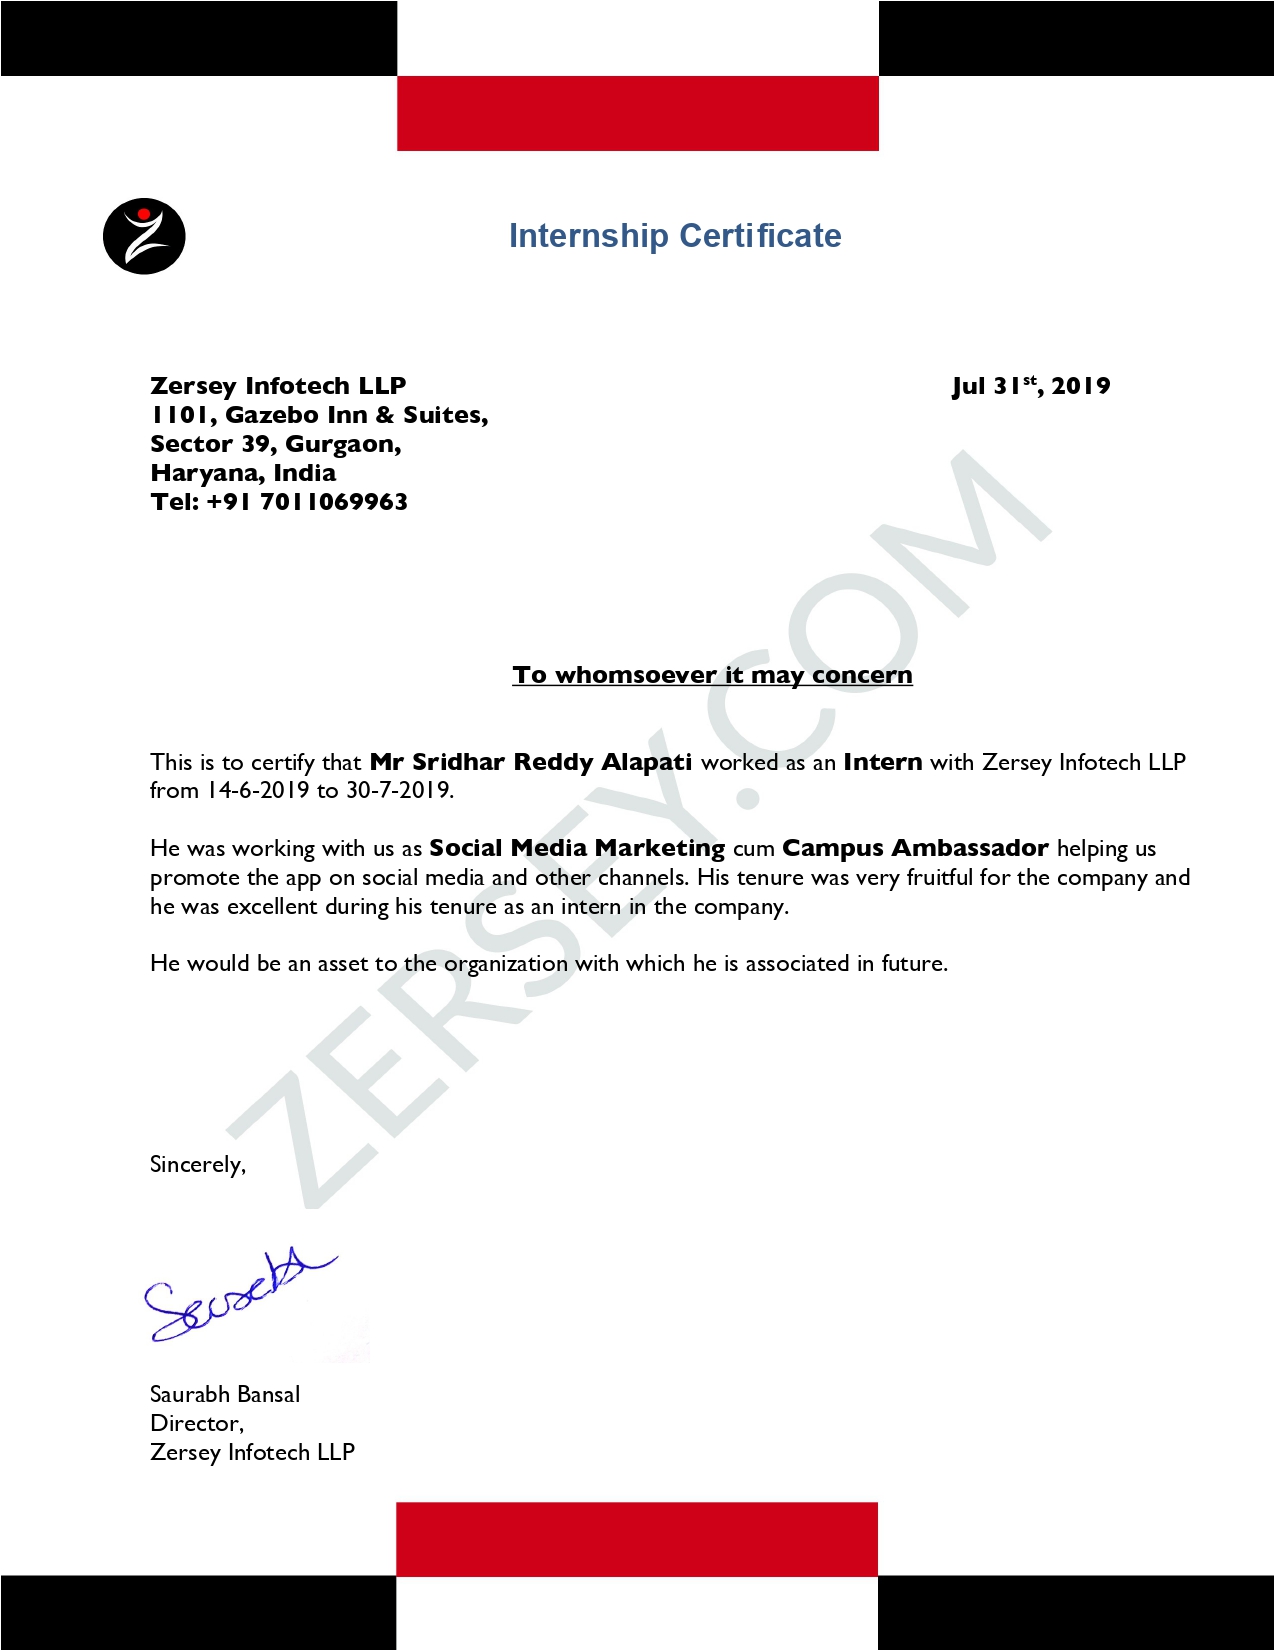 Internship Certificate
Zersey Infotech LLP
Jul 31st, 2019
1101, Gazebo Inn & Suites,
Sector 39, Gurgaon,
Haryana, India
Tel: +91 7011069963
To whomsoever it may concern
This is to certify that Mr Sridhar Reddy Alapati worked as an Intern with Zersey Infotech LLP
from 14-6-2019 to 30-7-2019.
He was working with us as Social Media Marketing cum Campus Ambassador helping us
promote the app on social media and other channels. His tenure was very fruitful for the company and
he was excellent during his tenure as an intern in the company.
He would be an asset to the organization with which he is associated in future.
ZERSEY.COM
Sincerely,
Saurabh Bansal
Director,
Zersey Infotech LLP